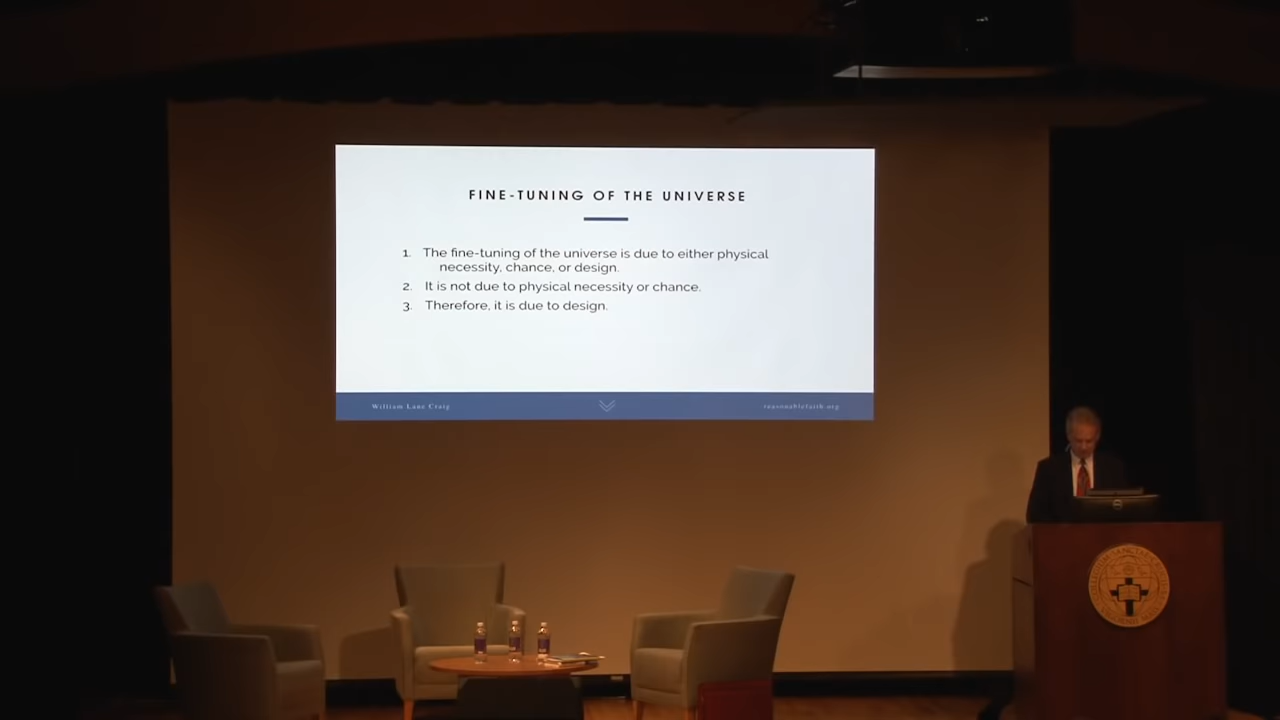 FINE-TUNING OF THE UNIVERSE
1. The fine-tuning of the universe is due to either physical
necessity, chance, or design.
2. It is not due to physical necessity or chance.
3. Therefore, it is due to design.
William Lane Craig
reasonablefaith.org